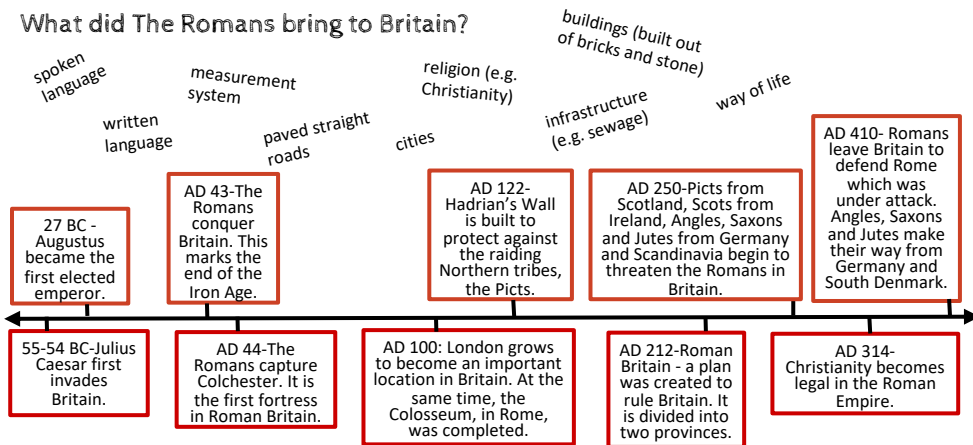 What did The Romans bring to Britain?
spoken
language
written
language
measurement
system
paved straight
roads
religion (e.g.
Christianity)
cities
buildings (built out
of bricks and stone)
infrastructure
(e.g. sewage)
way of life
27 BC -
Augustus
became the
first elected
emperor.
AD 43-The
Romans
conquer
Britain. This
marks the
end of the
Iron Age.
AD 122-
Hadrian’s Wall
is built to
protect against
the raiding
Northern tribes,
the Picts.
AD 250-Picts from
Scotland, Scots from
Ireland, Angles, Saxons
and Jutes from Germany
and Scandinavia begin to
threaten the Romans in
Britain.
AD 410- Romans
leave Britain to
defend Rome
which was
under attack.
Angles, Saxons
and Jutes make
their way from
Germany and
South Denmark.
55-54 BC-Julius
Caesar first
invades
Britain.
AD 44-The
Romans capture
Colchester. It is
the first fortress
in Roman Britain.
AD 100: London grows
to become an important
location in Britain. At the
same time, the
Colosseum, in Rome,
was completed.
AD 212-Roman
Britain - a plan
was created to
rule Britain. It
is divided into
two provinces.
AD 314-
Christianity becomes
legal in the Roman
Empire.